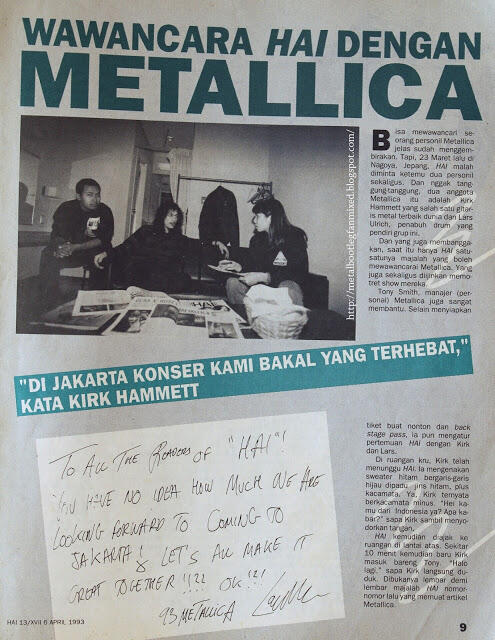 WAWANCARA HAI DENGAN
METALLICA
Bisa mewawancari se-
orang personil Metallica
jelas sudah menggem-
birakan. Tapi, 23 Maret lalu di
Nagoya, Jepang, HAI malah
diminta ketemu dua personil
sekaligus. Dan nggak tang-
gung-tanggung, dua anggota
Metallica itu adalah Kirk
Hammett yang salah satu gitar-
is metal terbaik dunia dan Lars
Ulrich, penabuh drum yang
pendiri grup ini.
Dan yang juga membangga-
kan, saat itu hanya HAI satu-
satunya majalah yang boleh
mewawancarai Metallica. Yang
juga sekaligus diijinkan memo-
tret show mereka.
Tony Smith, manajer (per-
sonal) Metallica juga sangat
membantu. Selain menyiapkan
http://metalbootlegfanmixed.blogspot.com/
"DI JAKARTA KONSER KAMI BAKAL YANG TERHEBAT,"
KATA KIRK HAMMETT
TO ALL THE READERS OF "HAI"!
YOU HAVE NO IDEA HOW MUCH WE ARE
LOOKING FORWARD TO COMING TO
JAKARTA! & LET'S ALL MAKE IT
GREAT TOGETHER!!?? OK!?!
93 METALLICA
tiket buat nonton dan back
stage pass, ia pun mengatur
pertemuan HAI dengan Kirk
dan Lars.
Di ruangan kru, Kirk telah
menunggu HAI. Ia mengenakan
sweater hitam bergaris-garis
hijau dipadu jins hitam, plus
kacamata. Ya, Kirk ternyata
berkacamata minus. "Hei ka-
mu dari Indonesia ya? Apa ka-
bar?" sapa Kirk sambil menyo-
dorkan tangan.
HAI kemudian diajak ke
ruangan di lantai atas. Sekitar
10 menit kemudian baru Kirk
masuk bareng Tony. "Halo
lagi," sapa Kirk langsung du-
duk. Dibukanya lembar demi
lembar majalah HAI nomor-
nomor lalu yang memuat artikel
Metallica.
HAI 13/XVII 6 APRIL 1993
9